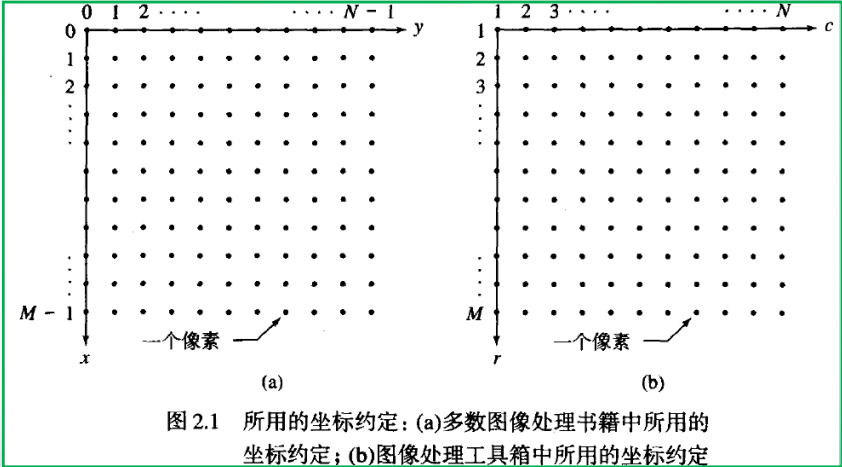 0 1 2 ····· ····· N − 1 y
0
1
2
M − 1
x
一个像素
(a)
1 2 3 ···· ····· N c
1
2
3
M
r
一个像素
(b)
图 2.1 所用的坐标约定: (a)多数图像处理书籍中所用的
坐标约定; (b)图像处理工具箱中所用的坐标约定